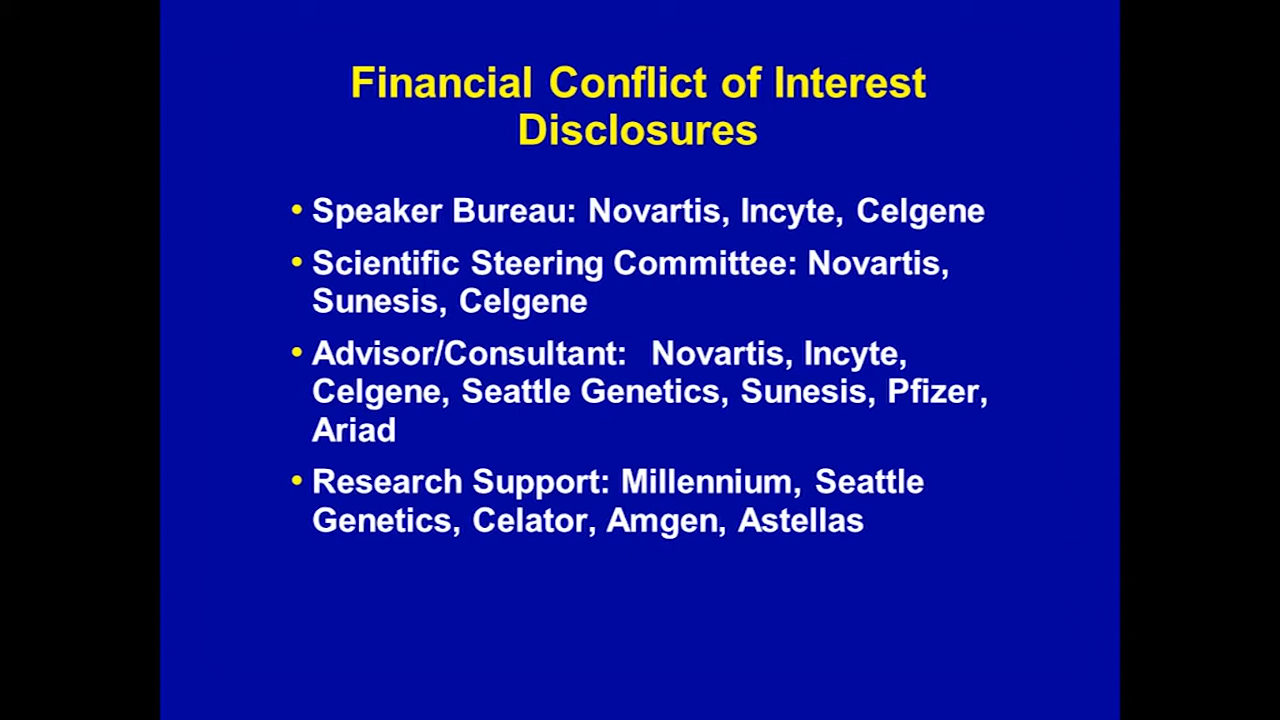 Financial Conflict of Interest
Disclosures
• Speaker Bureau: Novartis, Incyte, Celgene
• Scientific Steering Committee: Novartis,
Sunesis, Celgene
• Advisor/Consultant: Novartis, Incyte,
Celgene, Seattle Genetics, Sunesis, Pfizer,
Ariad
• Research Support: Millennium, Seattle
Genetics, Celator, Amgen, Astellas